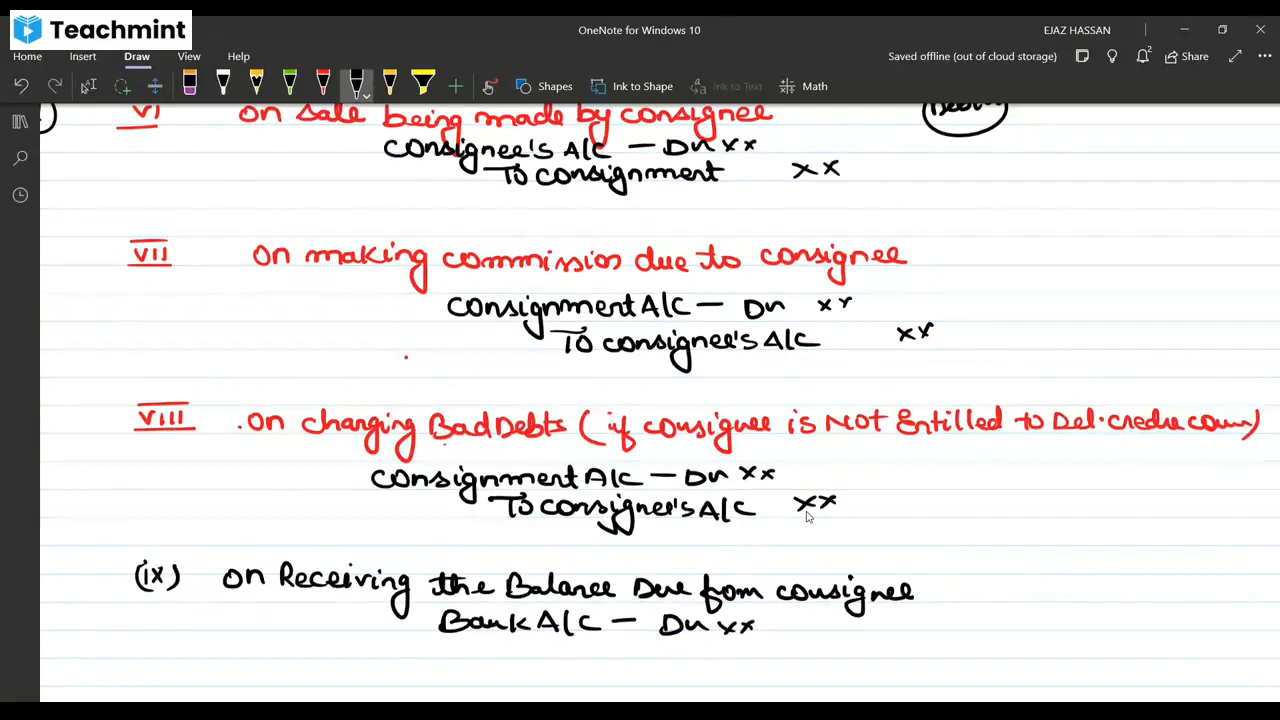 Teachmint
OneNote for Windows 10
EJAZ HASSAN
Home Insert Draw View Help
Saved offline (out of cloud storage)
Share
Shapes Ink to Shape Ink to Text Math
VI on sale being made by consignee
consignee's A/C — Dr xx
To consignment xx
VII on making commission due to consignee
consignment A/C — Dr xx
To consignee's A/C xx
VIII .on charging Bad Debts (if consignee is NOT Entilled to Del.credre comm)
consignment A/C — Dr xx
To consignee's A/C xx
(ix) on Receiving the Balance Due from consignee
Bank A/C — Dr xx